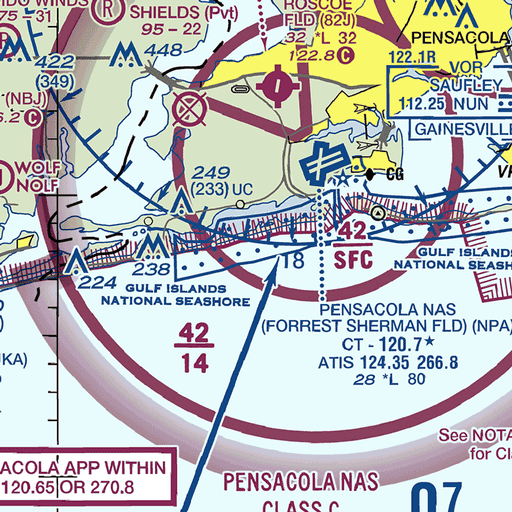 IDO WINDS
SHIELDS (Pvt)
95 - 22
75 - 31
R
ROSCOE
FLD (82J)
32 *L 32
122.8 C
PENSACOLA
122.1R
VOR
SAUFLEY
112.25 NUN
GAINESVILLE
422
(349)
448
(NBJ)
6.2 C
WOLF
NOLF
249
(233) UC
CG
VR
42
SFC
18
GULF ISLANDS
NATIONAL SEASH
238
224
GULF ISLANDS
NATIONAL SEASHORE
PENSACOLA NAS
(FORREST SHERMAN FLD) (NPA)
CT - 120.7★
ATIS 124.35 266.8
28 *L 80
42
14
JKA)
See NOTA
for Cl
ACOLA APP WITHIN
120.65 OR 270.8
PENSACOLA NAS
CLASS C
07